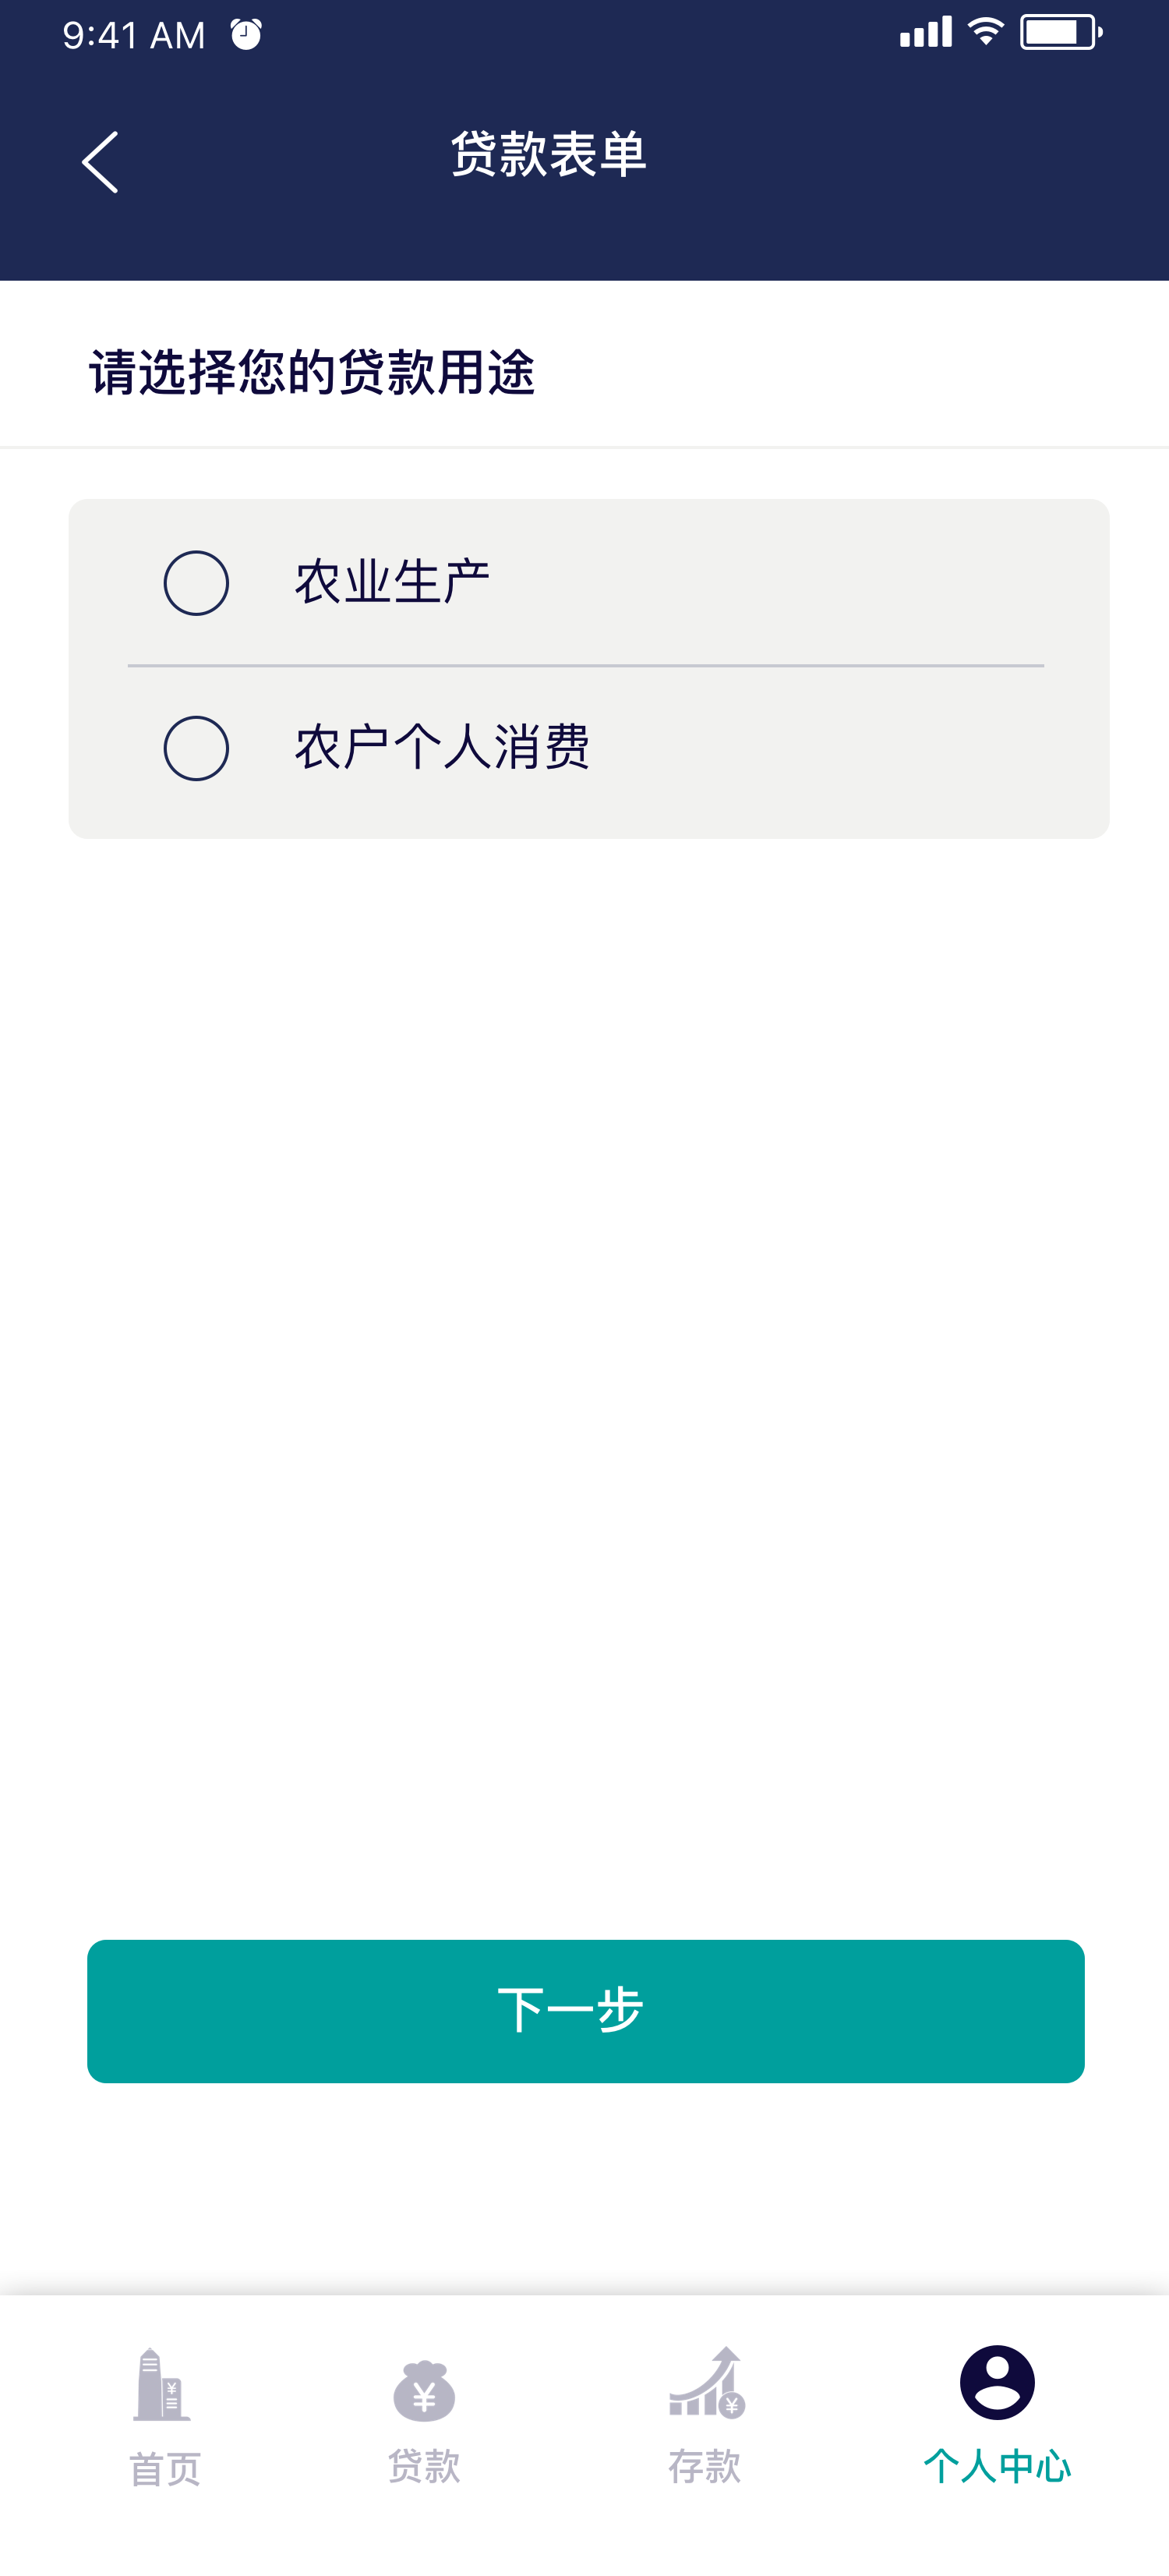 9:41 AM
贷款表单
请选择您的贷款用途
农业生产
农户个人消费
下一步
¥
¥
¥
首页
贷款
存款
个人中心